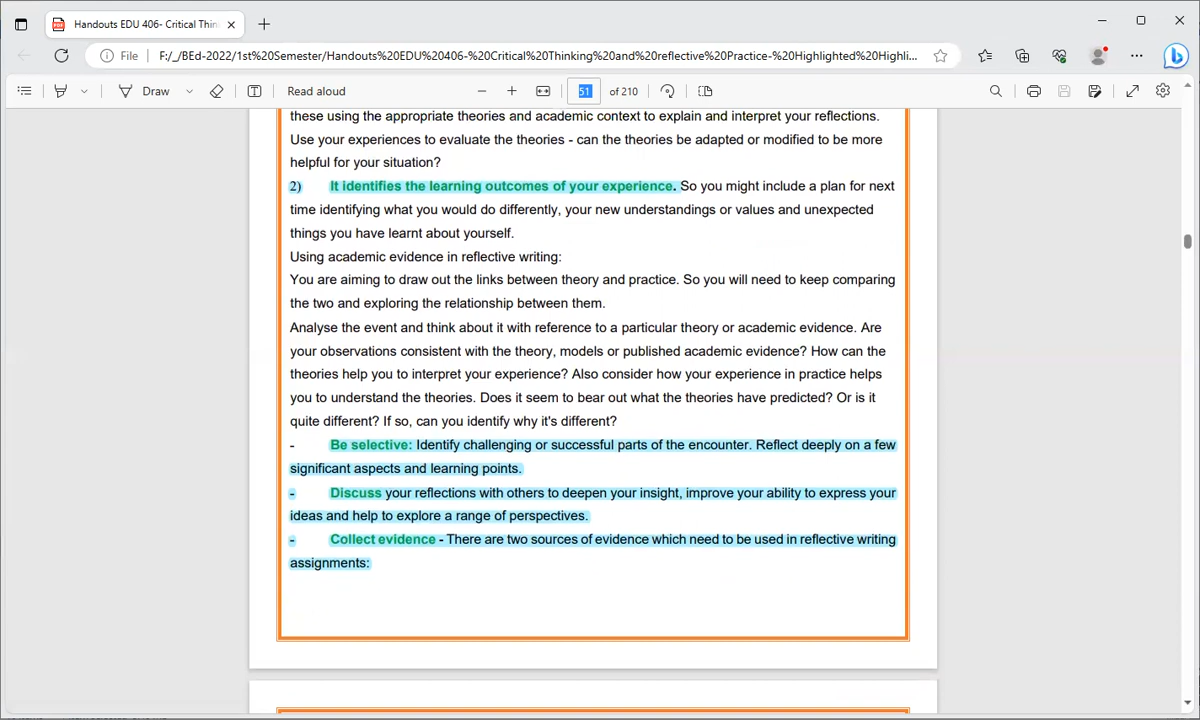 Handouts EDU 406- Critical Thin
File
F:/_/BEd-2022/1st%20Semester/Handouts%20EDU%20406-%20Critical%20Thinking%20and%20reflective%20Practice-%20Highlighted%20Highli...
Draw
Read aloud
51 of 210
these using the appropriate theories and academic context to explain and interpret your reflections.
Use your experiences to evaluate the theories - can the theories be adapted or modified to be more
helpful for your situation?
2) It identifies the learning outcomes of your experience. So you might include a plan for next
time identifying what you would do differently, your new understandings or values and unexpected
things you have learnt about yourself.
Using academic evidence in reflective writing:
You are aiming to draw out the links between theory and practice. So you will need to keep comparing
the two and exploring the relationship between them.
Analyse the event and think about it with reference to a particular theory or academic evidence. Are
your observations consistent with the theory, models or published academic evidence? How can the
theories help you to interpret your experience? Also consider how your experience in practice helps
you to understand the theories. Does it seem to bear out what the theories have predicted? Or is it
quite different? If so, can you identify why it's different?
- Be selective: Identify challenging or successful parts of the encounter. Reflect deeply on a few
significant aspects and learning points.
- Discuss your reflections with others to deepen your insight, improve your ability to express your
ideas and help to explore a range of perspectives.
- Collect evidence - There are two sources of evidence which need to be used in reflective writing
assignments: